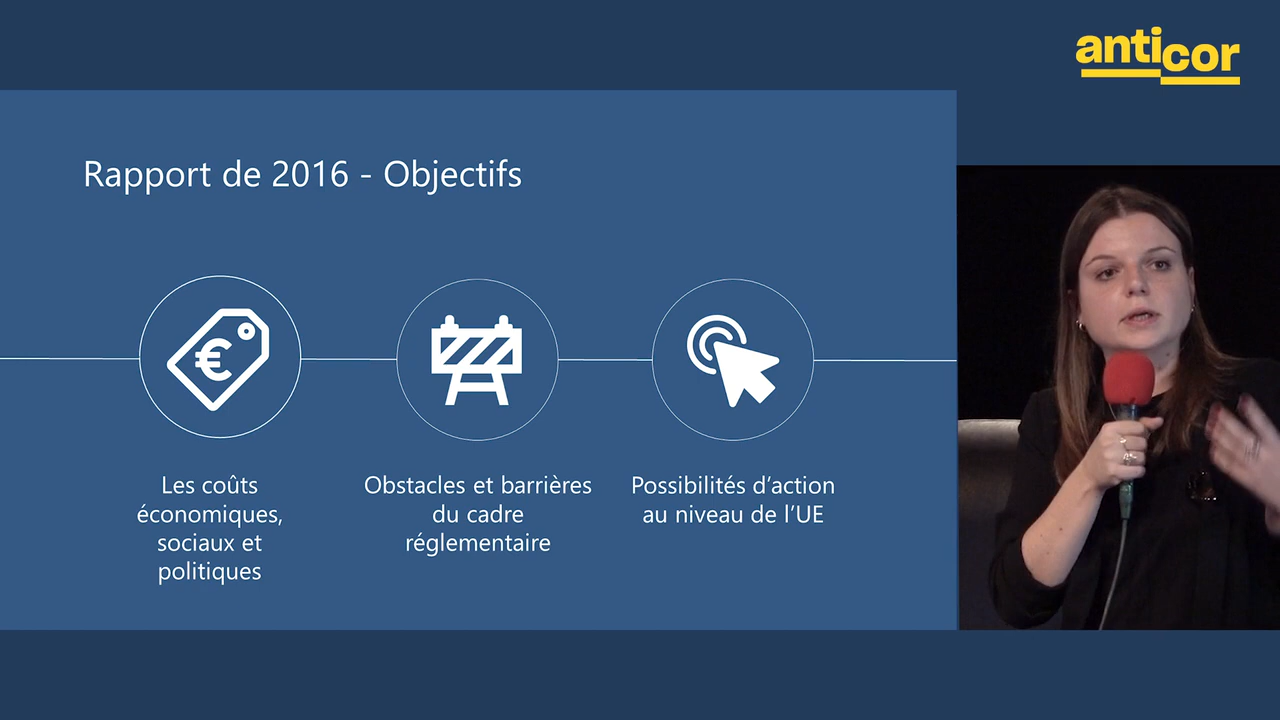 anticor
Rapport de 2016 - Objectifs
€
Les coûts
économiques,
sociaux et
politiques
Obstacles et barrières
du cadre
réglementaire
Possibilités d’action
au niveau de l’UE